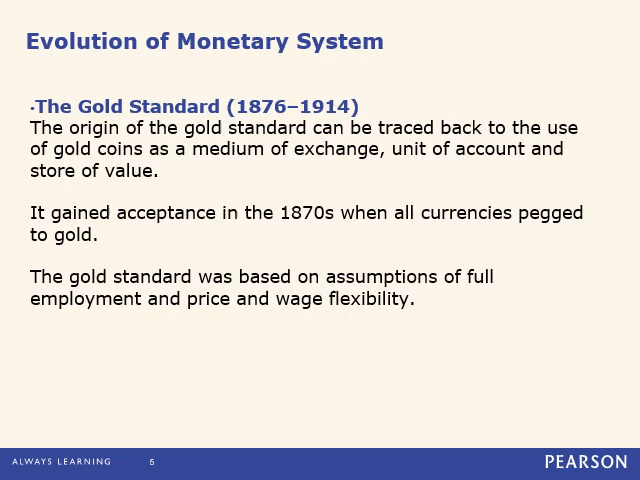 Evolution of Monetary System
•The Gold Standard (1876–1914)
The origin of the gold standard can be traced back to the use
of gold coins as a medium of exchange, unit of account and
store of value.
It gained acceptance in the 1870s when all currencies pegged
to gold.
The gold standard was based on assumptions of full
employment and price and wage flexibility.
ALWAYS LEARNING
5
PEARSON